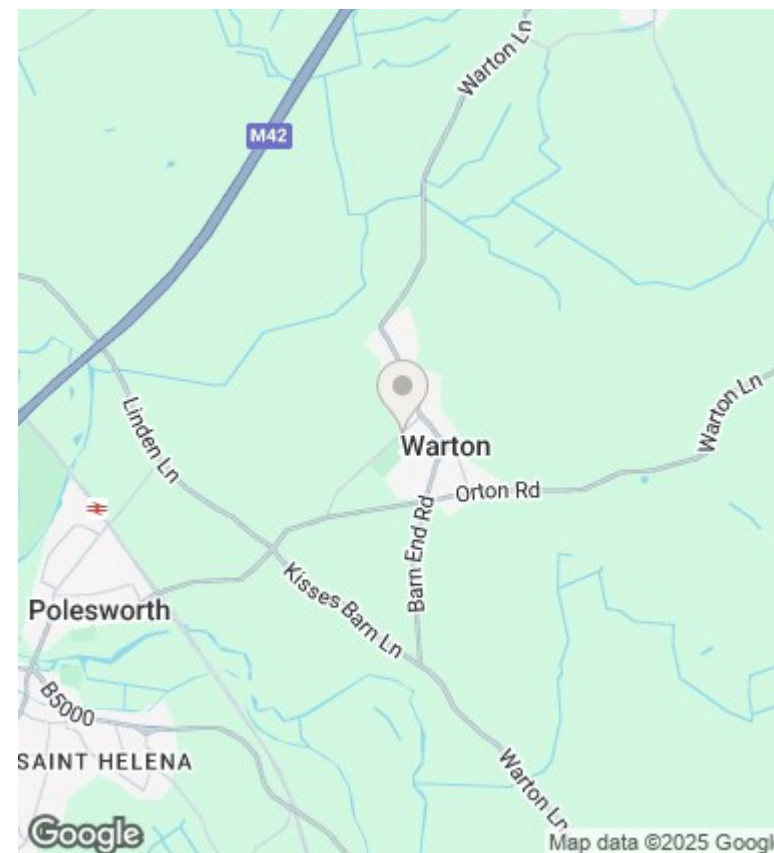 Warton Ln
M42
Linden Ln
Warton
Warton Ln
Orton Rd
Barn End Rd
Kisses Barn Ln
Polesworth
B5000
SAINT HELENA
Warton Ln
Google
Map data ©2025 Googl